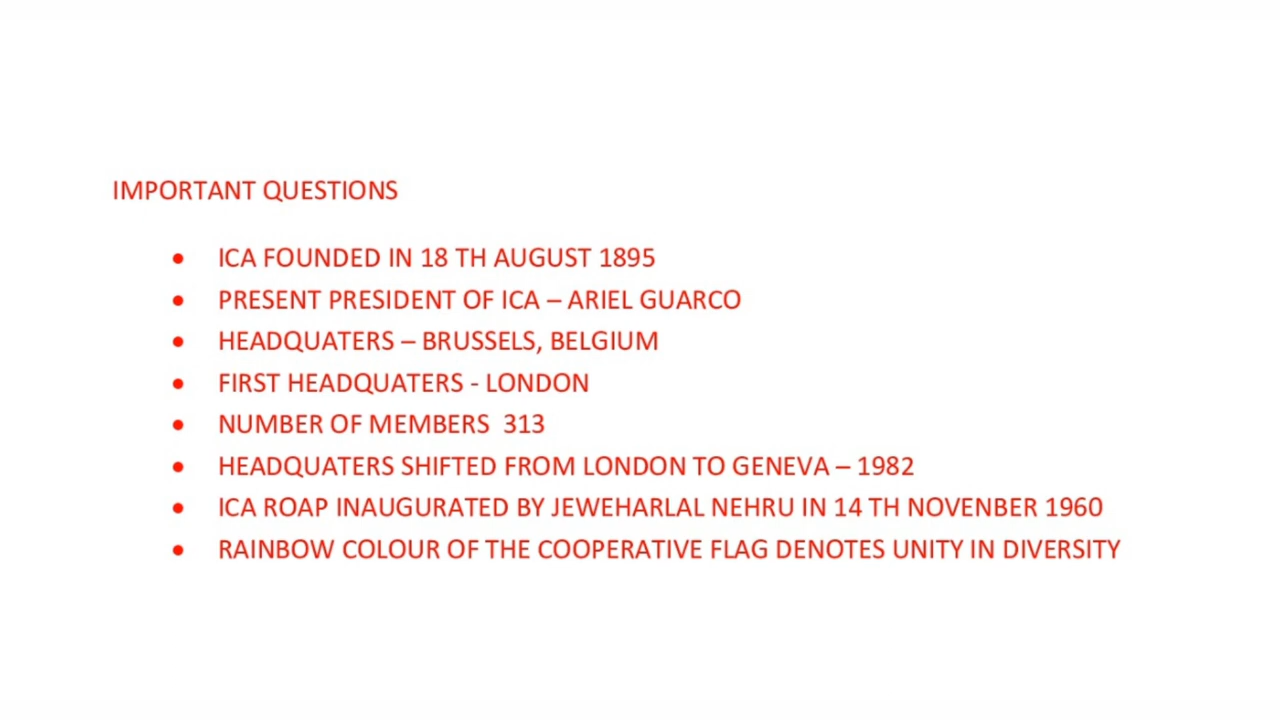 IMPORTANT QUESTIONS
• ICA FOUNDED IN 18 TH AUGUST 1895
• PRESENT PRESIDENT OF ICA – ARIEL GUARCO
• HEADQUATERS – BRUSSELS, BELGIUM
• FIRST HEADQUATERS - LONDON
• NUMBER OF MEMBERS  313
• HEADQUATERS SHIFTED FROM LONDON TO GENEVA – 1982
• ICA ROAP INAUGURATED BY JEWEHARLAL NEHRU IN 14 TH NOVENBER 1960
• RAINBOW COLOUR OF THE COOPERATIVE FLAG DENOTES UNITY IN DIVERSITY